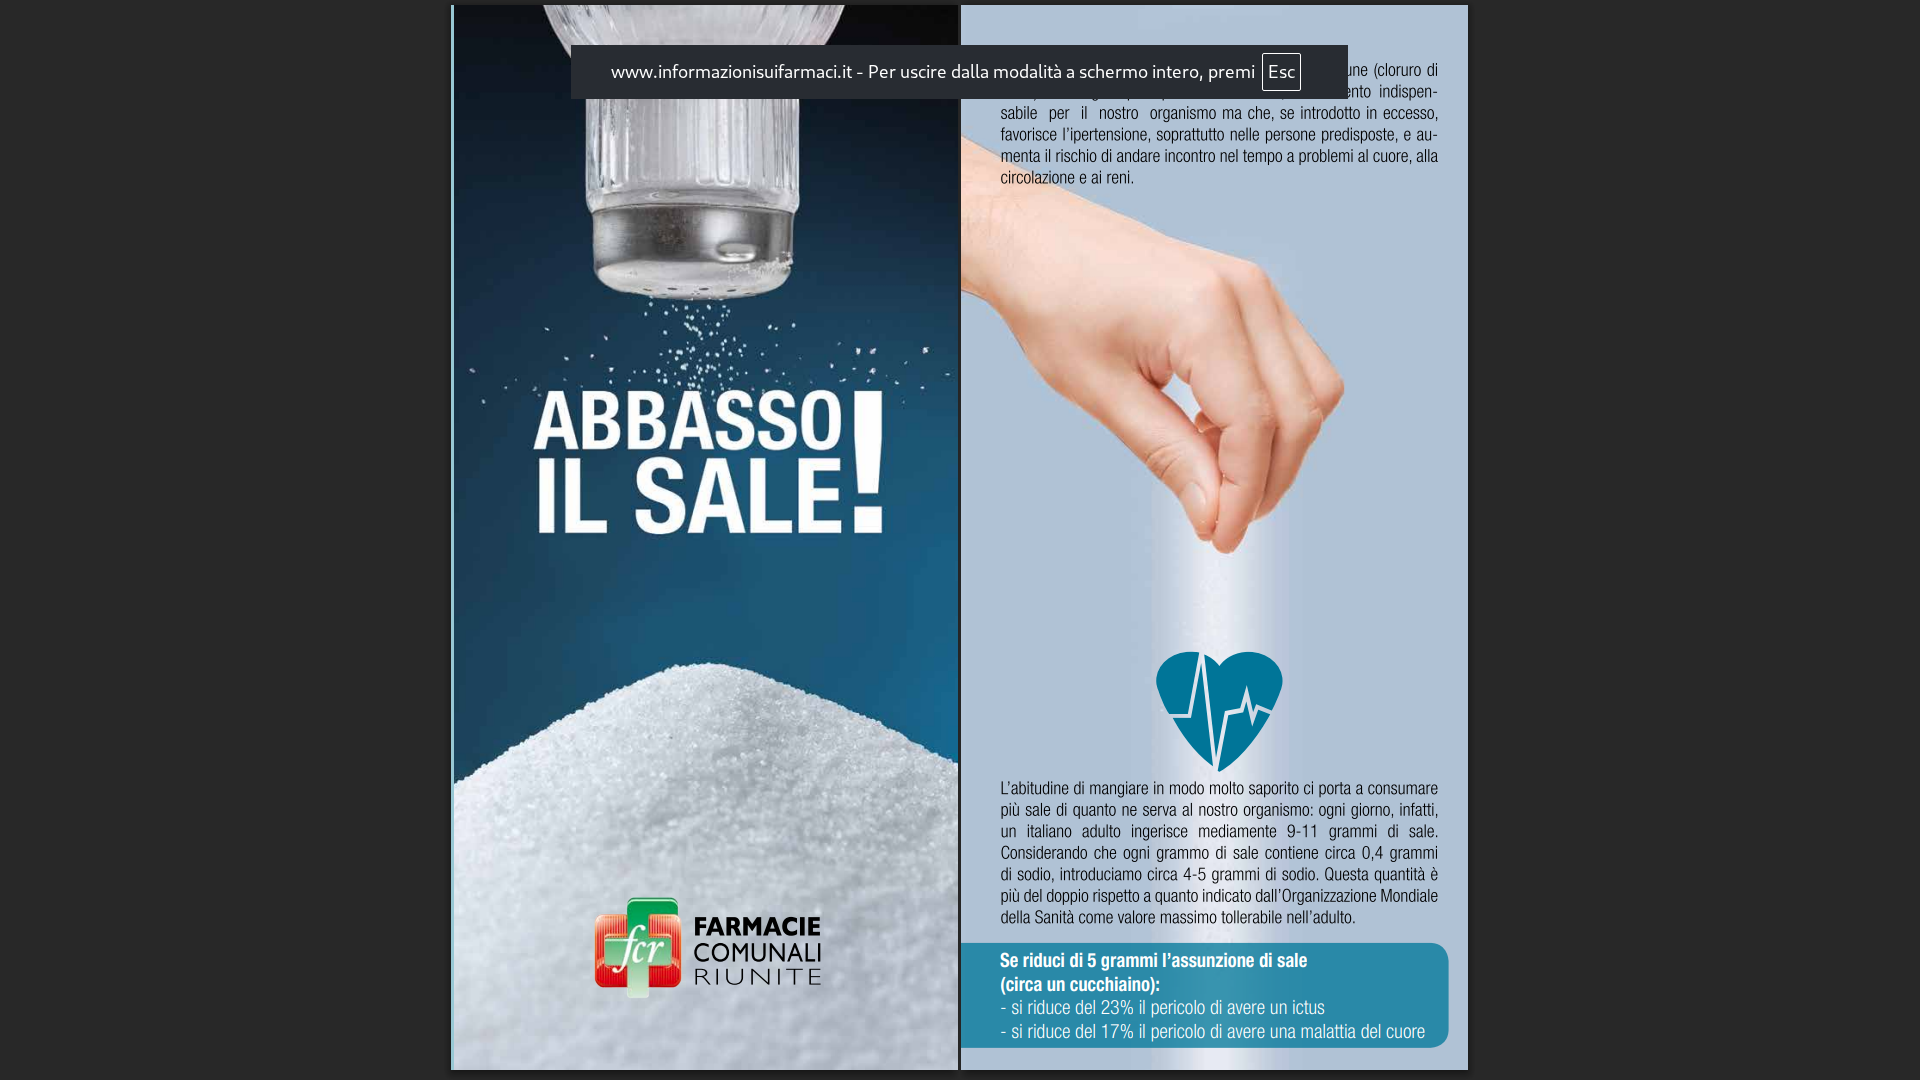 www.informazionisuifarmaci.it - Per uscire dalla modalità a schermo intero, premi Esc
ABBASSO
IL SALE!
fcr
FARMACIE
COMUNALI
RIUNITE
(cloruro di
indispen-
sabile per il nostro organismo ma che, se introdotto in eccesso,
favorisce l’ipertensione, soprattutto nelle persone predisposte, e au-
menta il rischio di andare incontro nel tempo a problemi al cuore, alla
circolazione e ai reni.
L’abitudine di mangiare in modo molto saporito ci porta a consumare
più sale di quanto ne serva al nostro organismo: ogni giorno, infatti,
un italiano adulto ingerisce mediamente 9-11 grammi di sale.
Considerando che ogni grammo di sale contiene circa 0,4 grammi
di sodio, introduciamo circa 4-5 grammi di sodio. Questa quantità è
più del doppio rispetto a quanto indicato dall’Organizzazione Mondiale
della Sanità come valore massimo tollerabile nell’adulto.
Se riduci di 5 grammi l’assunzione di sale
(circa un cucchiaino):
- si riduce del 23% il pericolo di avere un ictus
- si riduce del 17% il pericolo di avere una malattia del cuore